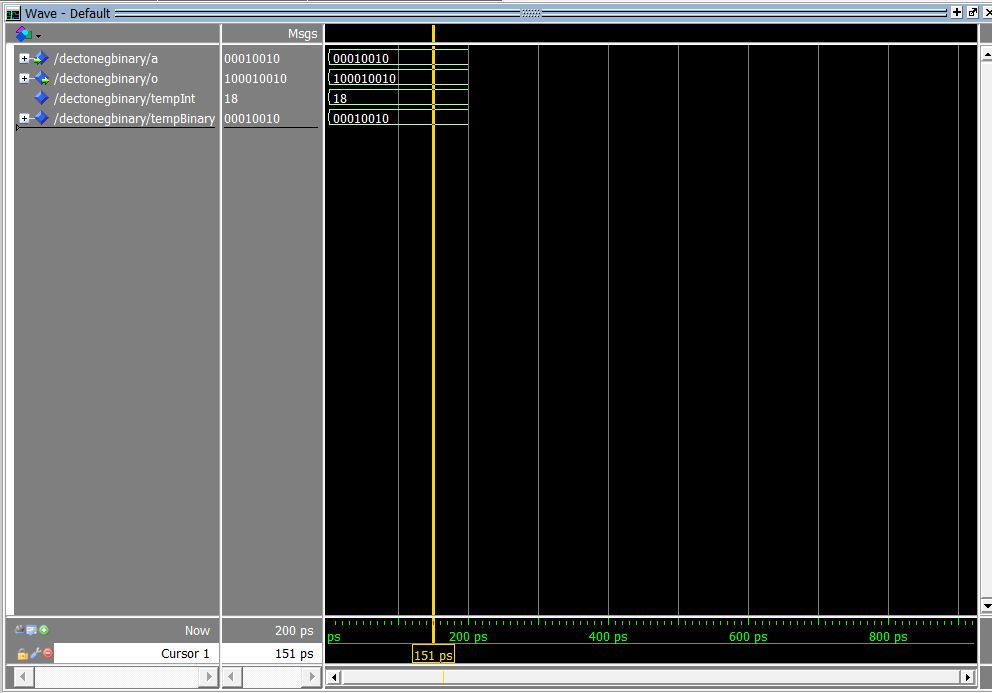 Wave - Default
Msgs
/dectonegbinary/a 00010010 00010010
/dectonegbinary/o 100010010 100010010
/dectonegbinary/tempInt 18 18
/dectonegbinary/tempBinary 00010010 00010010
Now 200 ps ps 200 ps 400 ps 600 ps 800 ps
Cursor 1 151 ps 151 ps